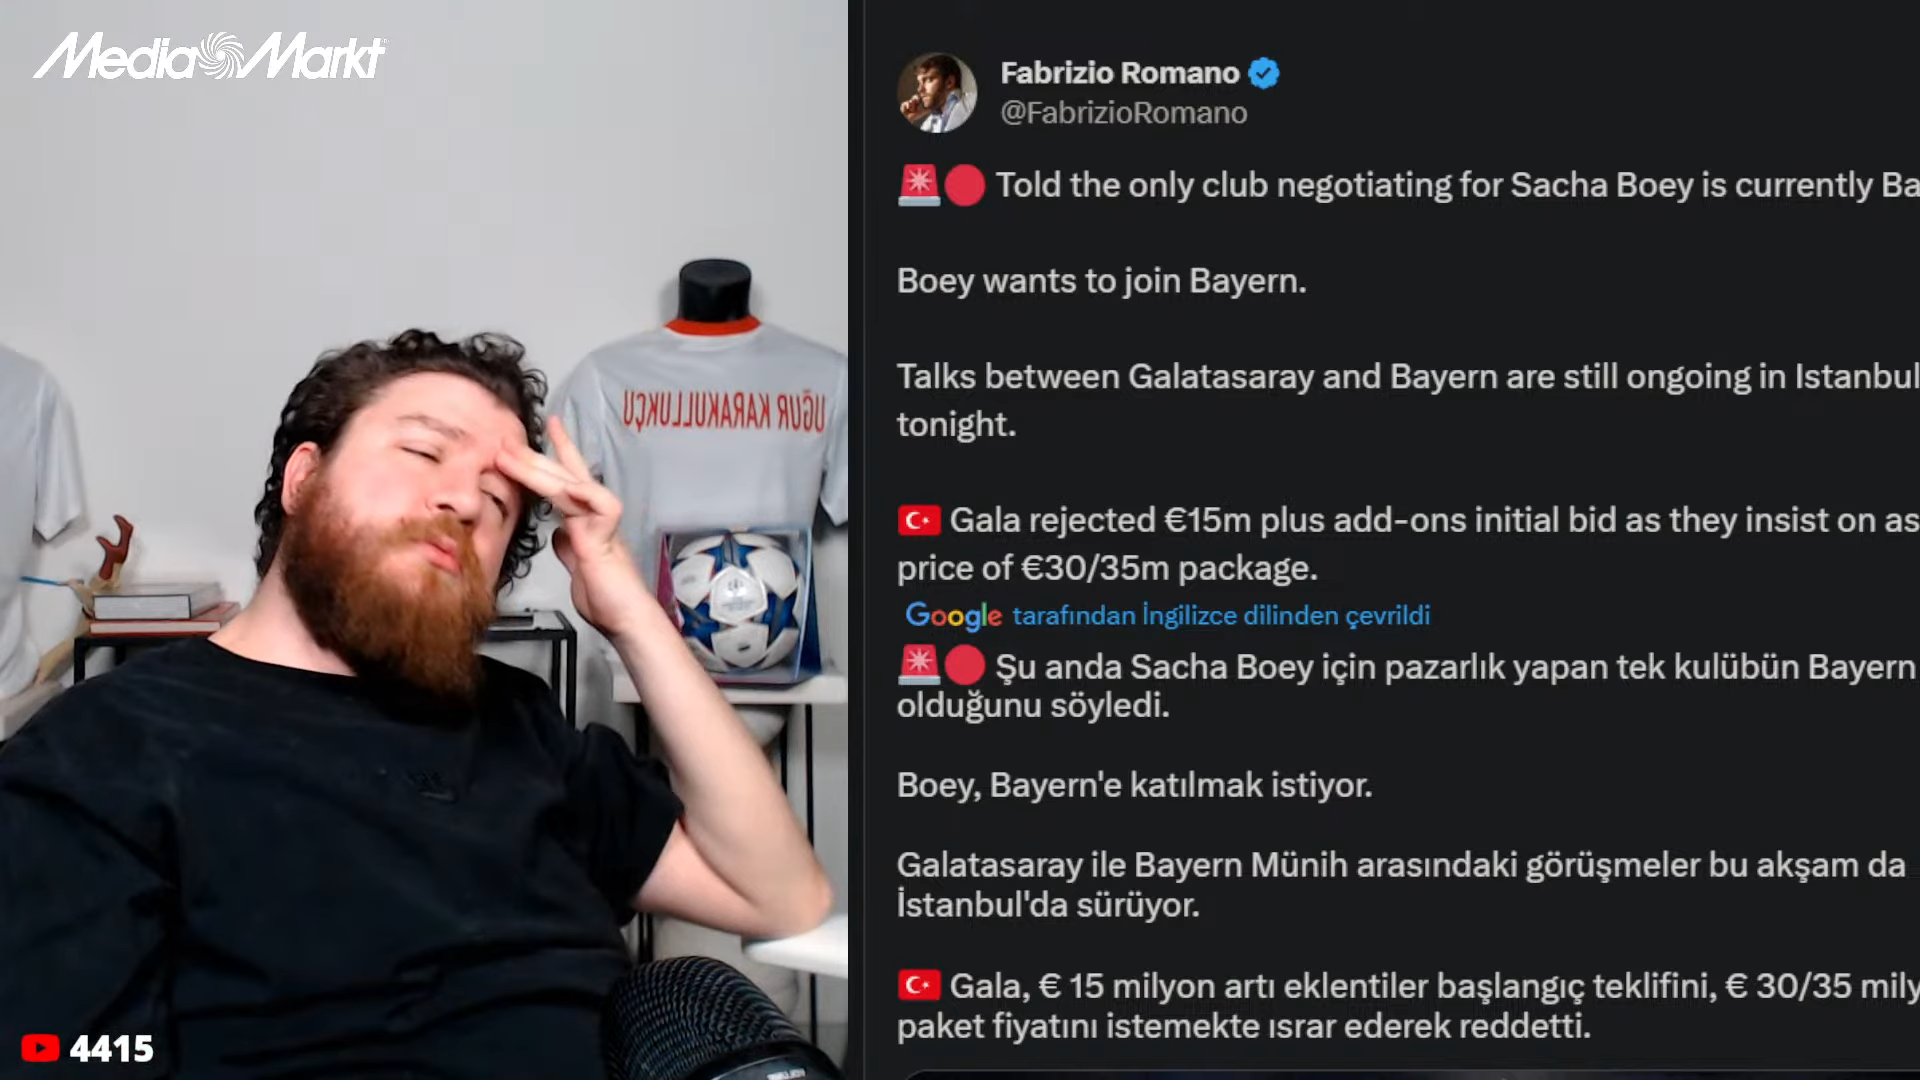 MediaMarkt
Fabrizio Romano
@FabrizioRomano
Told the only club negotiating for Sacha Boey is currently Ba
Boey wants to join Bayern.
Talks between Galatasaray and Bayern are still ongoing in Istanbul
tonight.
Gala rejected €15m plus add-ons initial bid as they insist on as
price of €30/35m package.
Google tarafından İngilizce dilinden çevrildi
Şu anda Sacha Boey için pazarlık yapan tek kulübün Bayern
olduğunu söyledi.
Boey, Bayern'e katılmak istiyor.
Galatasaray ile Bayern Münih arasındaki görüşmeler bu akşam da
İstanbul'da sürüyor.
Gala, € 15 milyon artı eklentiler başlangıç teklifini, € 30/35 mily
paket fiyatını istemekte ısrar ederek reddetti.
UĞUR KARAKULLUKÇU
4415